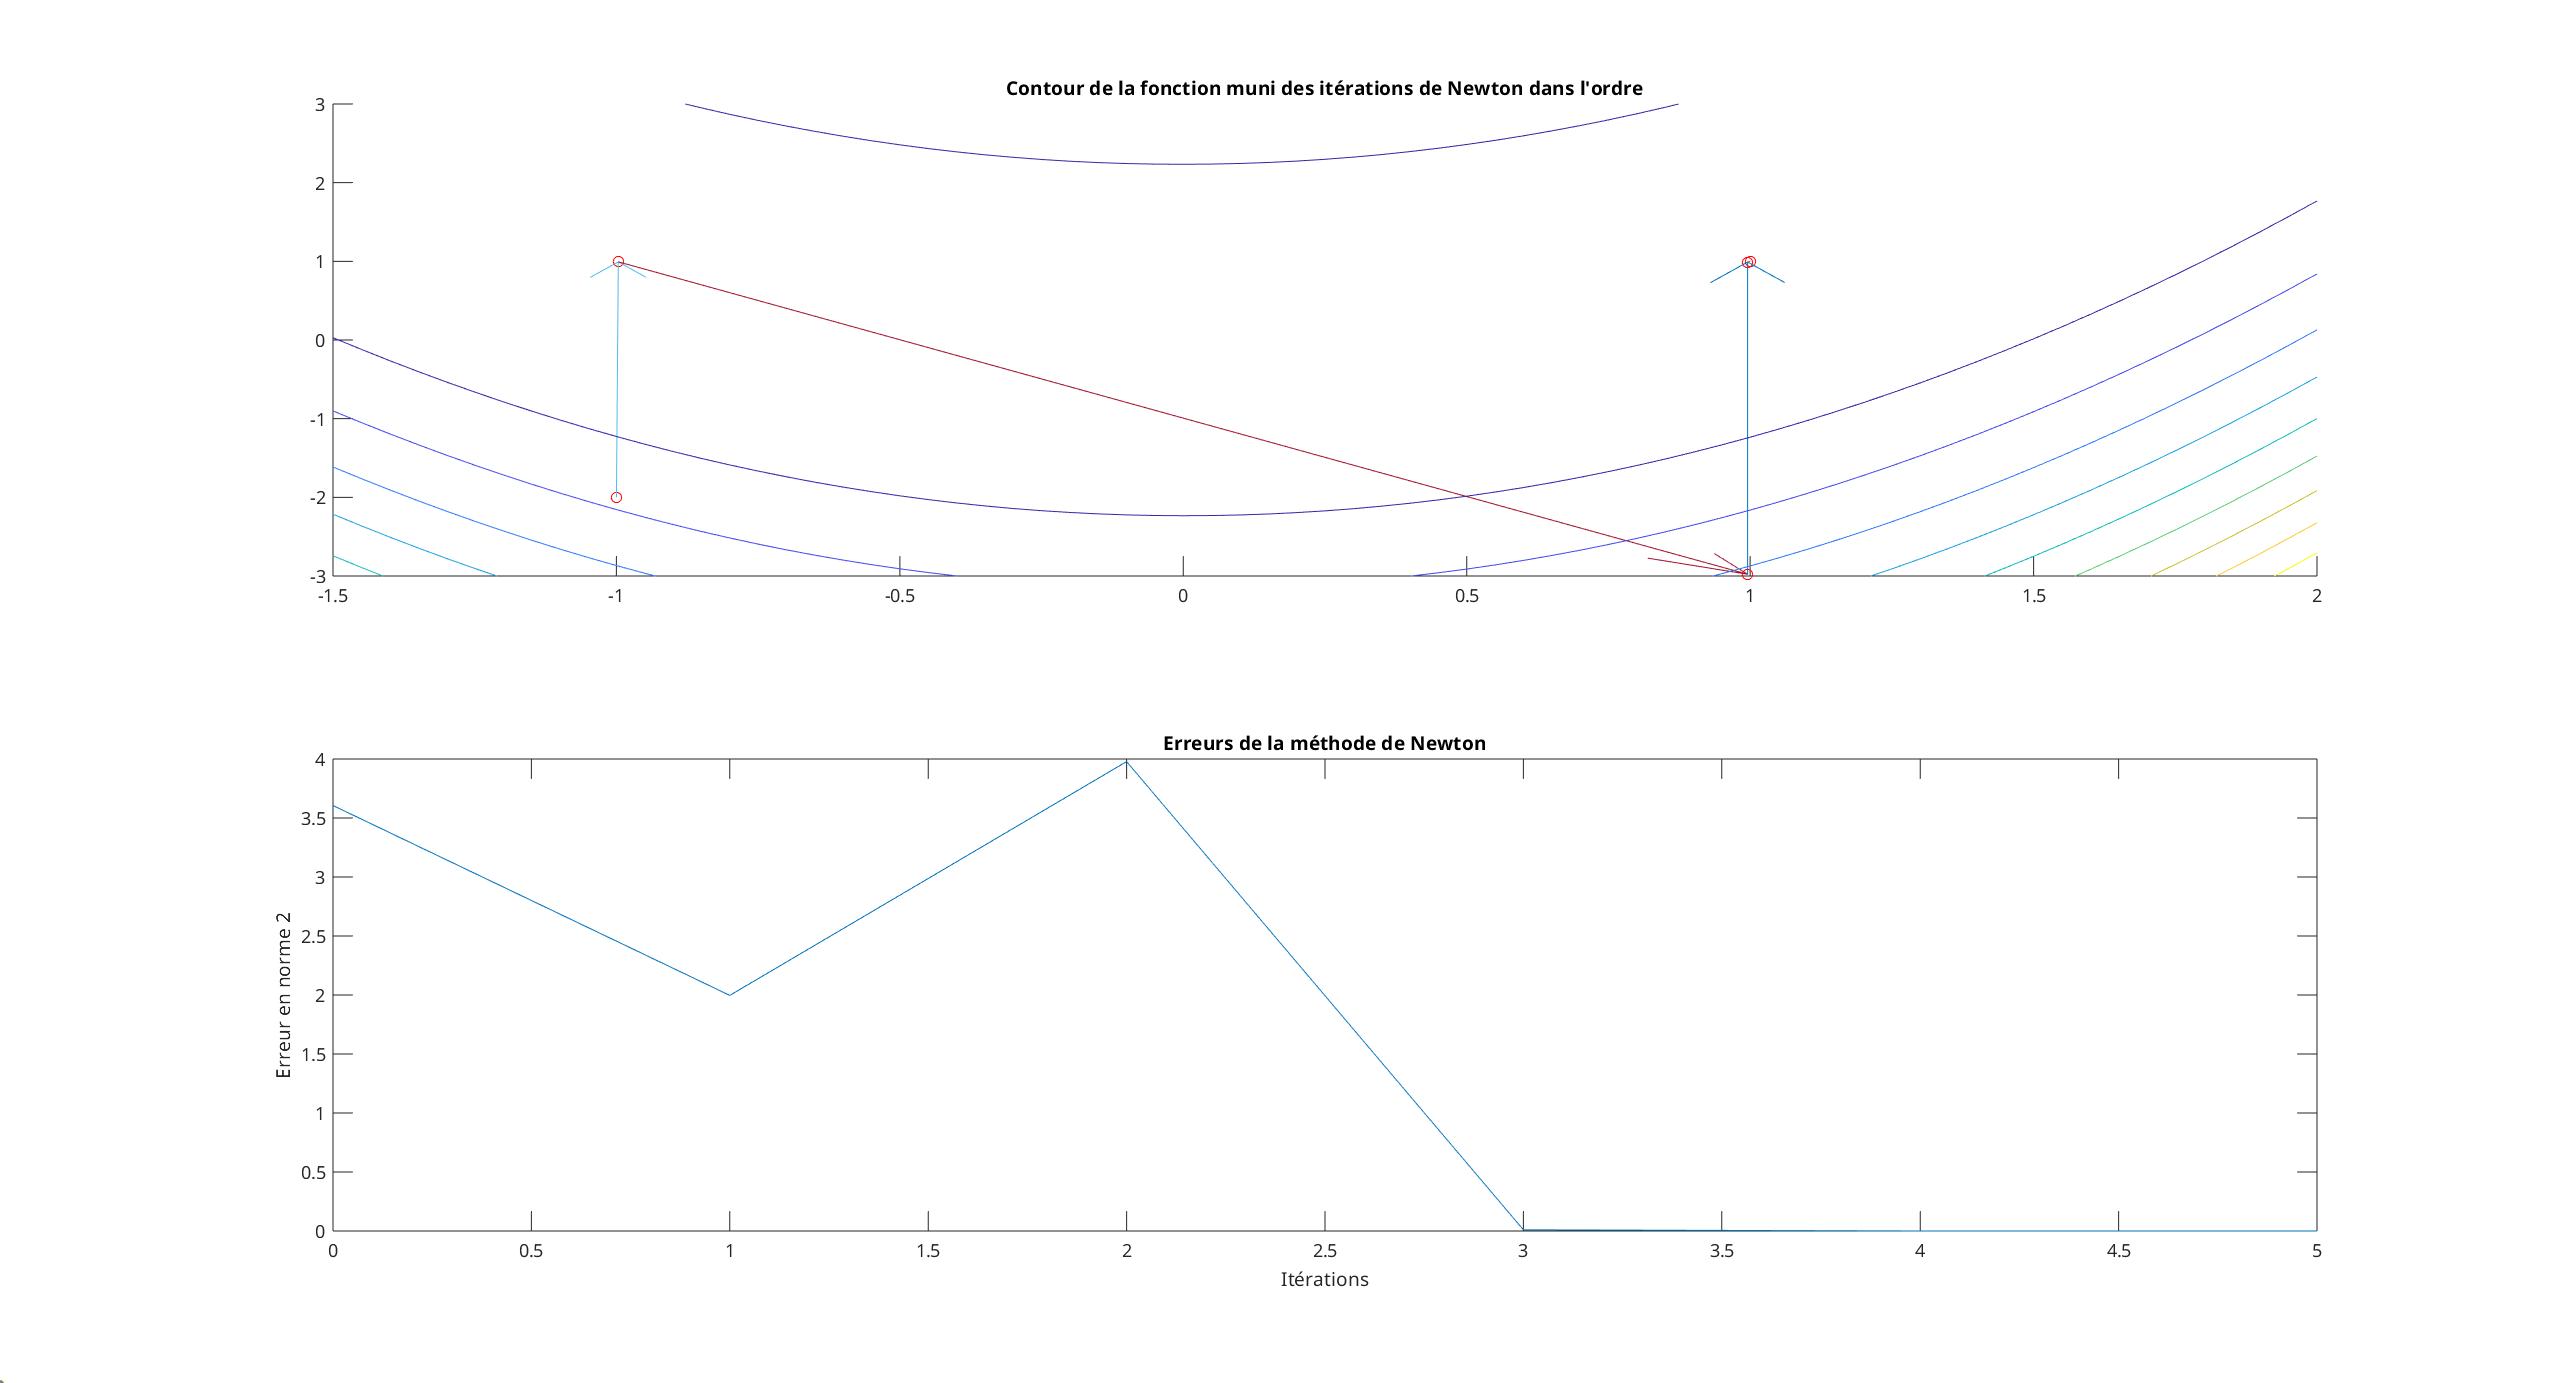 Contour de la fonction muni des itérations de Newton dans l'ordre
3
2
1
0
-1
-2
-3
-1.5 -1 -0.5 0 0.5 1 1.5 2
Erreurs de la méthode de Newton
Erreur en norme 2
4
3.5
3
2.5
2
1.5
1
0.5
0
0 0.5 1 1.5 2 2.5 3 3.5 4 4.5 5
Itérations